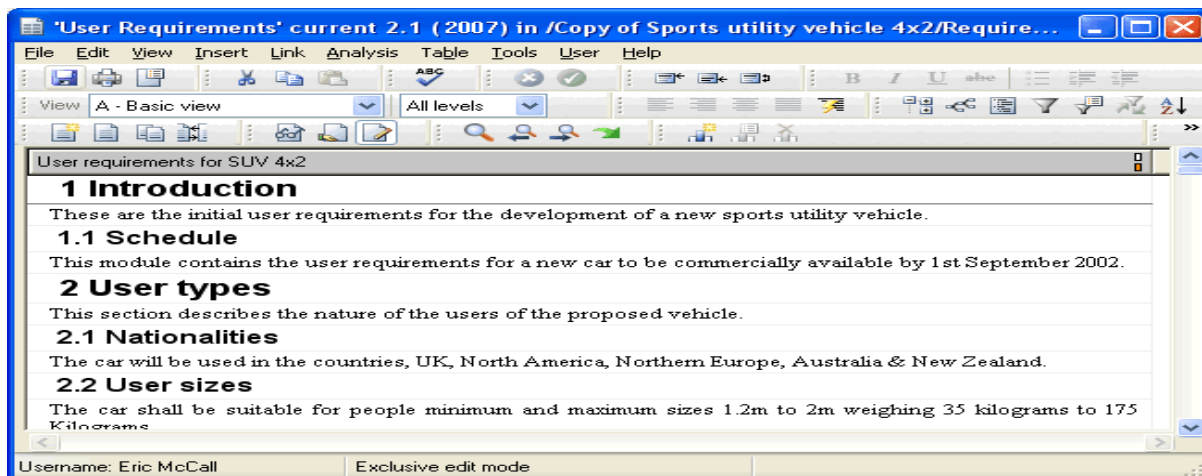 'User Requirements' current 2.1 (2007) in /Copy of Sports utility vehicle 4x2/Require...
File Edit View Insert Link Analysis Table Tools User Help
ABC B I U abc
View A - Basic view All levels
User requirements for SUV 4x2
1 Introduction
These are the initial user requirements for the development of a new sports utility vehicle.
1.1 Schedule
This module contains the user requirements for a new car to be commercially available by 1st September 2002.
2 User types
This section describes the nature of the users of the proposed vehicle.
2.1 Nationalities
The car will be used in the countries, UK, North America, Northern Europe, Australia & New Zealand.
2.2 User sizes
The car shall be suitable for people minimum and maximum sizes 1.2m to 2m weighing 35 kilograms to 175
Kilograms
Username: Eric McCall Exclusive edit mode